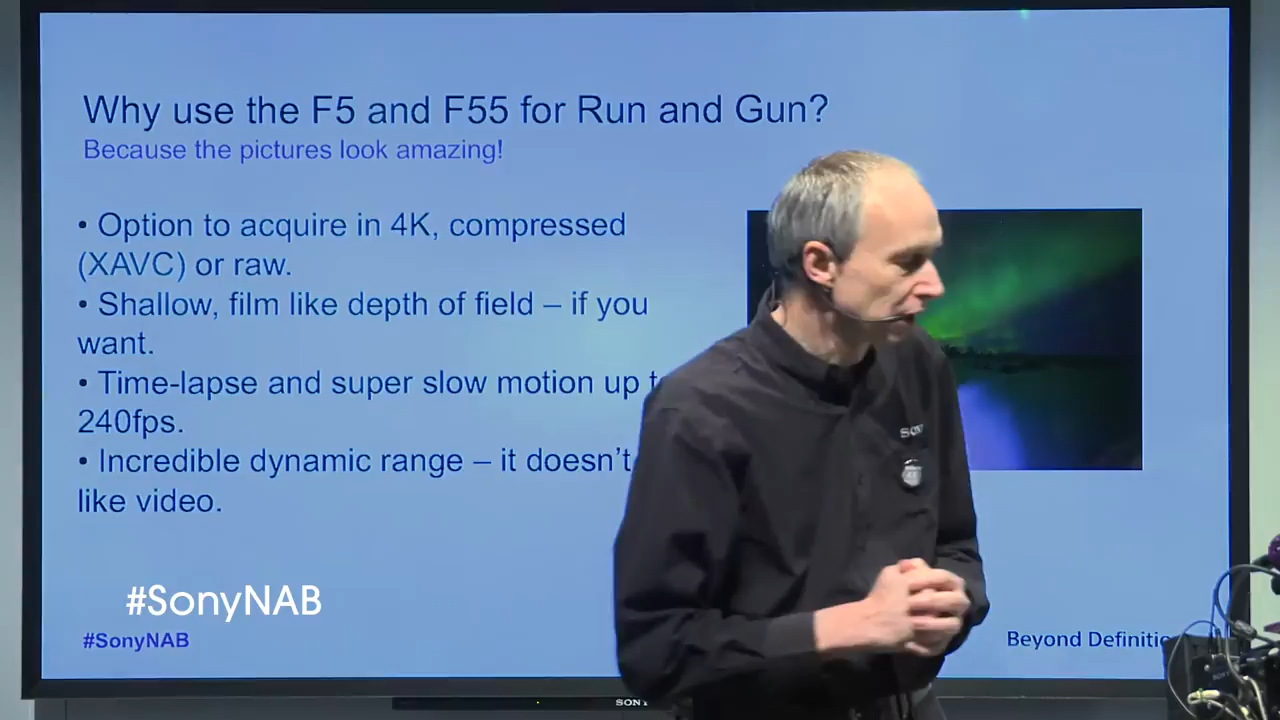 Why use the F5 and F55 for Run and Gun?
Because the pictures look amazing!
• Option to acquire in 4K, compressed
(XAVC) or raw.
• Shallow, film like depth of field – if you
want.
• Time-lapse and super slow motion up
240fps.
• Incredible dynamic range – it doesn't
like video.
#SonyNAB
#SonyNAB
Beyond
SONY